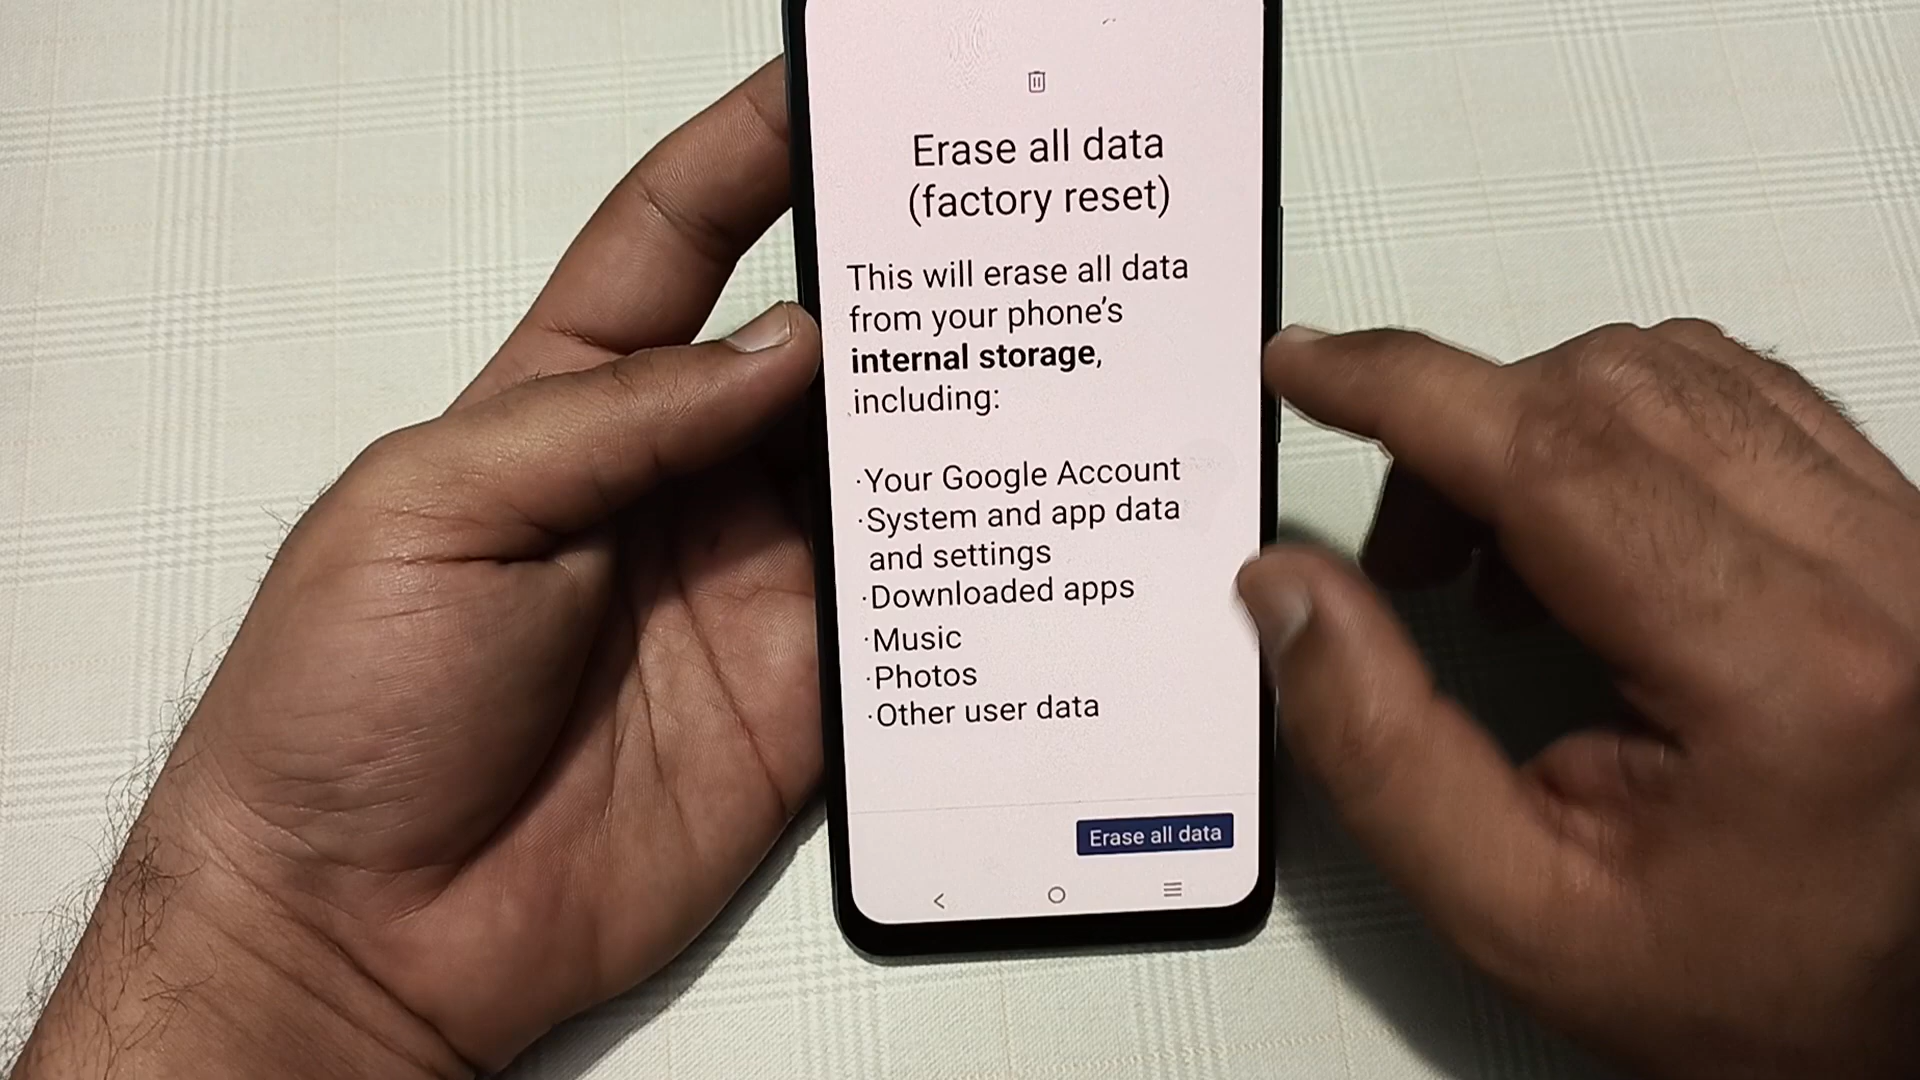 Erase all data
(factory reset)
This will erase all data
from your phone's
internal storage,
including:
·Your Google Account
·System and app data
and settings
·Downloaded apps
·Music
·Photos
·Other user data
Erase all data